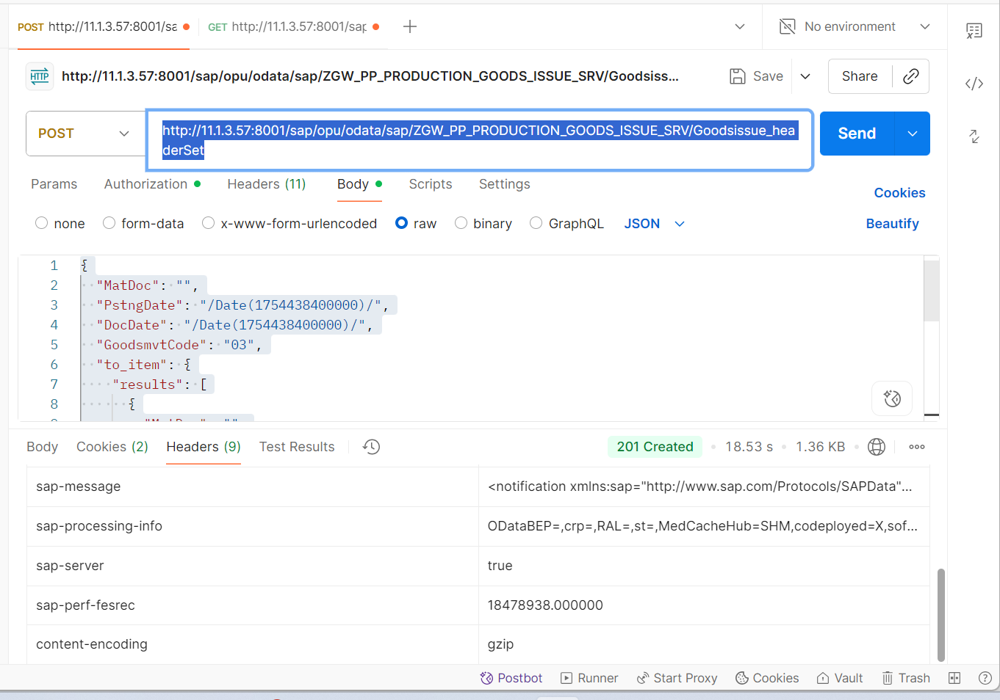 POST http://11.1.3.57:8001/sa
GET http://11.1.3.57:8001/sap
No environment
HTTP http://11.1.3.57:8001/sap/opu/odata/sap/ZGW_PP_PRODUCTION_GOODS_ISSUE_SRV/Goodsiss...
Save
Share
POST
http://11.1.3.57:8001/sap/opu/odata/sap/ZGW_PP_PRODUCTION_GOODS_ISSUE_SRV/Goodsissue_hea
derSet
Send
Params Authorization Headers (11) Body Scripts Settings
Cookies
none form-data x-www-form-urlencoded raw binary GraphQL JSON
Beautify
1 {
2 "MatDoc": "",
3 "PstngDate": "/Date(1754438400000)/",
4 "DocDate": "/Date(1754438400000)/",
5 "GoodsmvtCode": "03",
6 "to_item": {
7 "results": [
8 {
Body Cookies (2) Headers (9) Test Results
201 Created • 18.53 s • 1.36 KB
sap-message <notification xmlns:sap="http://www.sap.com/Protocols/SAPData"...
sap-processing-info ODataBEP=,crp=,RAL=,st=,MedCacheHub=SHM,codeployed=X,sof...
sap-server true
sap-perf-fesrec 18478938.000000
content-encoding gzip
Postbot Runner Start Proxy Cookies Vault Trash